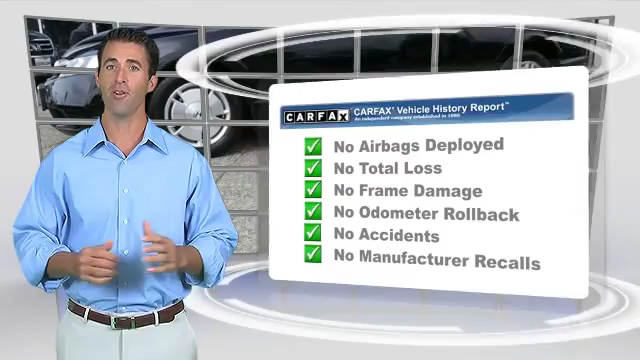 CARFAX CARFAX® Vehicle History Report™
An independent company established in 1986
No Airbags Deployed
No Total Loss
No Frame Damage
No Odometer Rollback
No Accidents
No Manufacturer Recalls